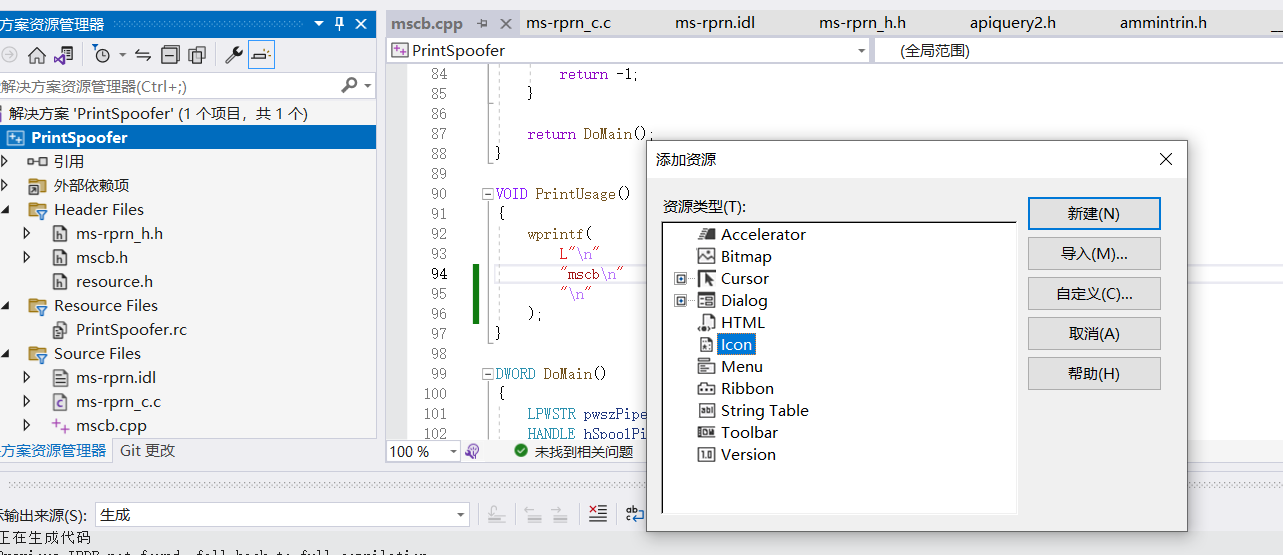 方案资源管理器
解决方案资源管理器(Ctrl+;)
解决方案 'PrintSpoofer' (1 个项目，共 1 个)
PrintSpoofer
引用
外部依赖项
Header Files
ms-rprn_h.h
mscb.h
resource.h
Resource Files
PrintSpoofer.rc
Source Files
ms-rprn.idl
ms-rprn_c.c
mscb.cpp
方案资源管理器 Git 更改
mscb.cpp ms-rprn_c.c ms-rprn.idl ms-rprn_h.h apiquery2.h ammintrin.h
PrintSpoofer (全局范围)
84 return -1;
85 }
86
87 return DoMain();
88 }
89
90 VOID PrintUsage()
91 {
92 wprintf(
93 L"\n"
94 "mscb\n"
95 "\n"
96 );
97 }
98
99 DWORD DoMain()
100 {
101 LPWSTR pwszPipe
102 HANDLE hSpoolPi
100 % 未找到相关问题
添加资源
资源类型(T):
Accelerator
Bitmap
Cursor
Dialog
HTML
Icon
Menu
Ribbon
String Table
Toolbar
Version
新建(N)
导入(M)...
自定义(C)...
取消(A)
帮助(H)
输出来源(S): 生成
正在生成代码